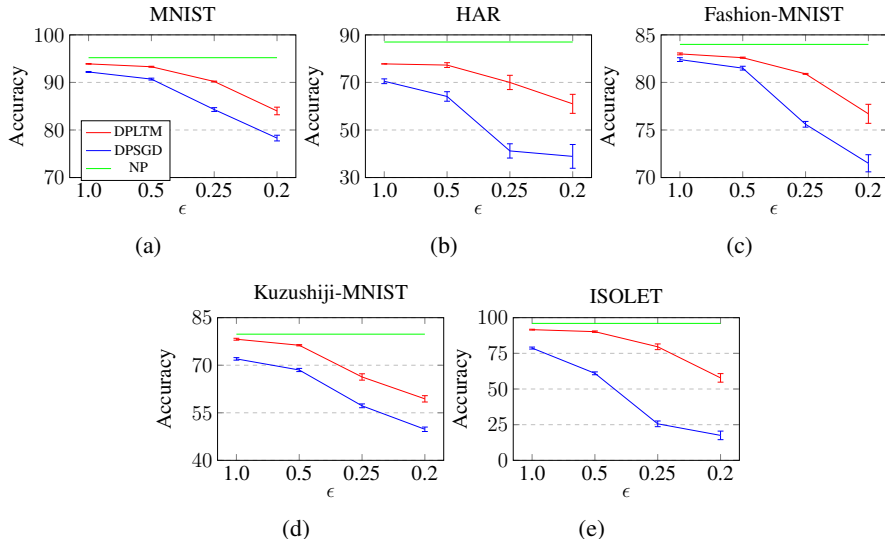 MNIST
100
90
80
70
Accuracy
DPLTM
DPSGD
NP
1.0 0.5 0.25 0.2
ϵ
(a)
HAR
90
70
50
30
Accuracy
1.0 0.5 0.25 0.2
ϵ
(b)
Fashion-MNIST
85
80
75
70
Accuracy
1.0 0.5 0.25 0.2
ϵ
(c)
Kuzushiji-MNIST
85
70
55
40
Accuracy
1.0 0.5 0.25 0.2
ϵ
(d)
ISOLET
100
75
50
25
0
Accuracy
1.0 0.5 0.25 0.2
ϵ
(e)